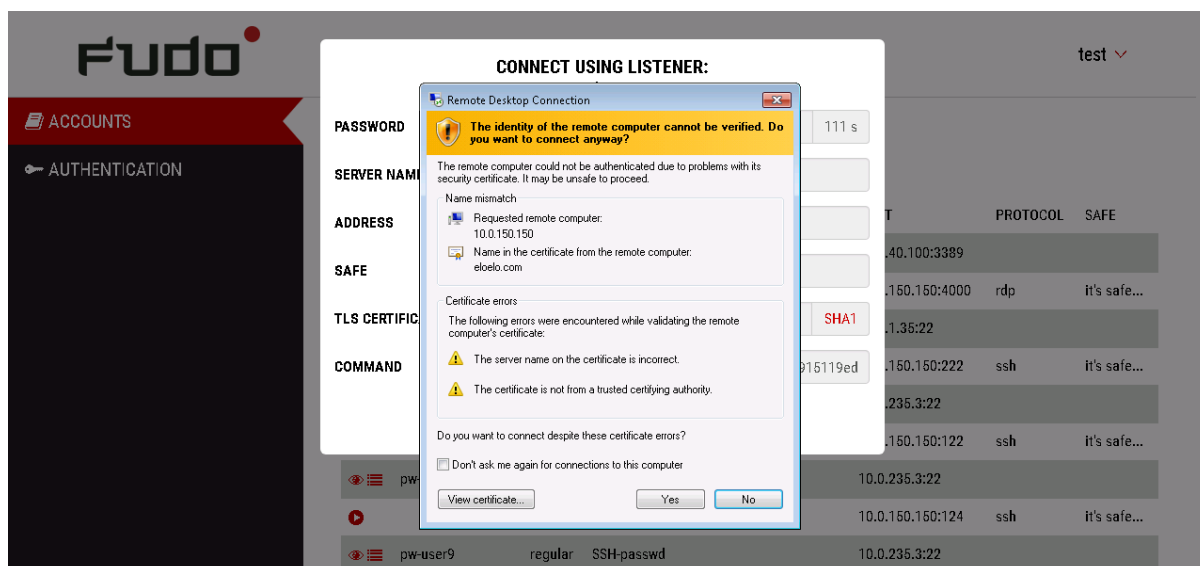 FUDO
test
CONNECT USING LISTENER:
ACCOUNTS
AUTHENTICATION
PASSWORD
111 s
SERVER
ADDRESS
SAFE
TLS
SHA1
COMMAND
915119ed
Remote Desktop Connection
The identity of the remote computer cannot be verified. Do
you want to connect anyway?
The remote computer could not be authenticated due to problems with its
security certificate. It may be unsafe to proceed.
Name mismatch
Requested remote computer:
10.0.150.150
Name in the certificate from the remote computer:
eloelo.com
Certificate errors
The following errors were encountered while validating the remote
computer's certificate:
The server name on the certificate is incorrect.
The certificate is not from a trusted certifying authority.
Do you want to connect despite these certificate errors?
Don't ask me again for connections to this computer
View certificate...
Yes
No
T PROTOCOL SAFE
.40.100:3389
.150.150:4000 rdp it's safe...
.1.35:22
.150.150:222 ssh it's safe...
.235.3:22
.150.150:122 ssh it's safe...
pw- 10.0.235.3:22
10.0.150.150:124 ssh it's safe...
pw-user9 regular SSH-passwd 10.0.235.3:22